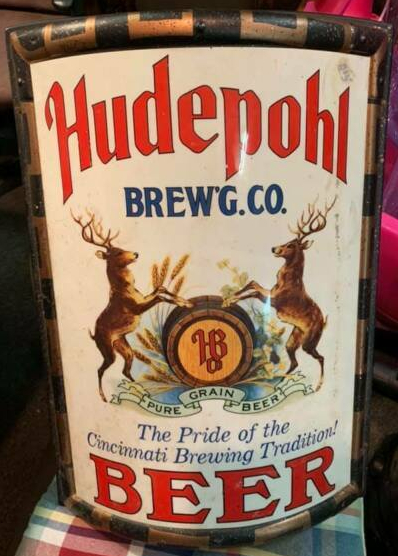 Hudepohl
BREW'G.CO.
HB
PURE GRAIN BEER
The Pride of the
Cincinnati Brewing Tradition!
BEER